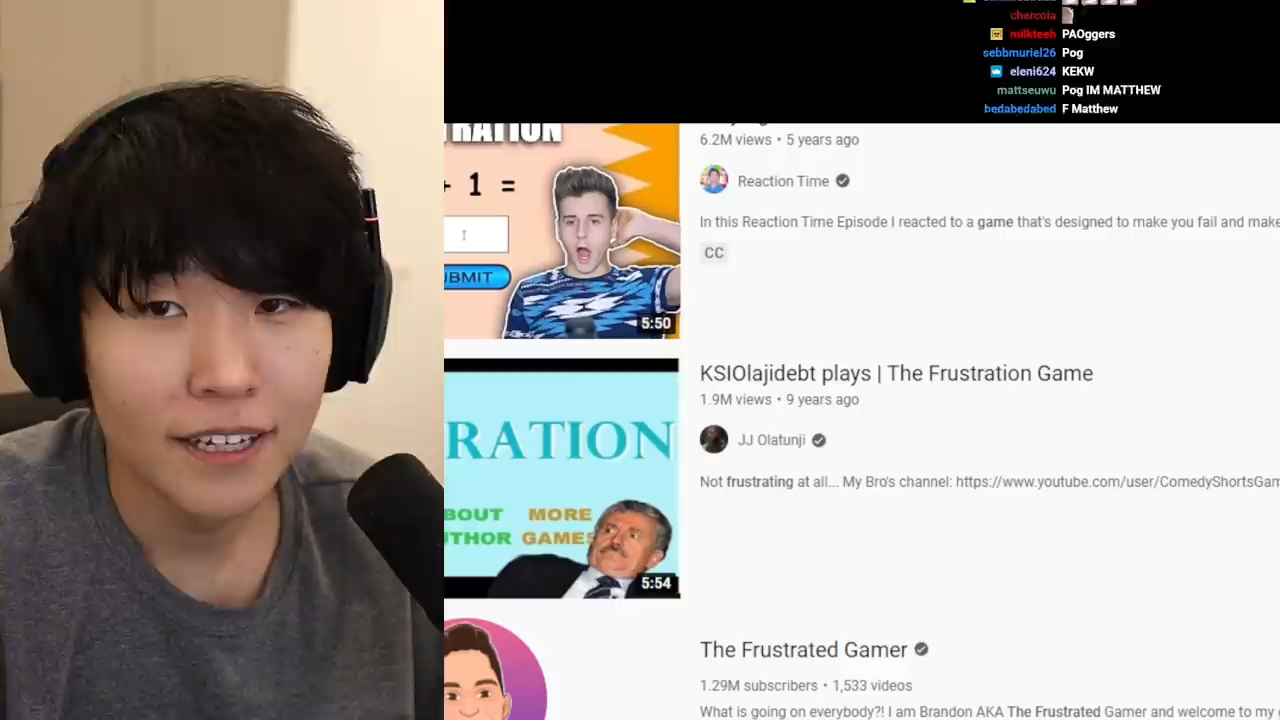 chercola
milkteeh PAOggers
sebbmuriel26 Pog
eleni624 KEKW
mattseuwu Pog IM MATTHEW
bedabedabed F Matthew
TRATION
+ 1 =
UBMIT
5:50
6.2M views • 5 years ago
Reaction Time
In this Reaction Time Episode I reacted to a game that's designed to make you fail and make
CC
RATION
BOUT MORE
UTHOR GAMES
5:54
KSIOlajidebt plays | The Frustration Game
1.9M views • 9 years ago
JJ Olatunji
Not frustrating at all... My Bro's channel: https://www.youtube.com/user/ComedyShortsGam
The Frustrated Gamer
1.29M subscribers • 1,533 videos
What is going on everybody?! I am Brandon AKA The Frustrated Gamer and welcome to my